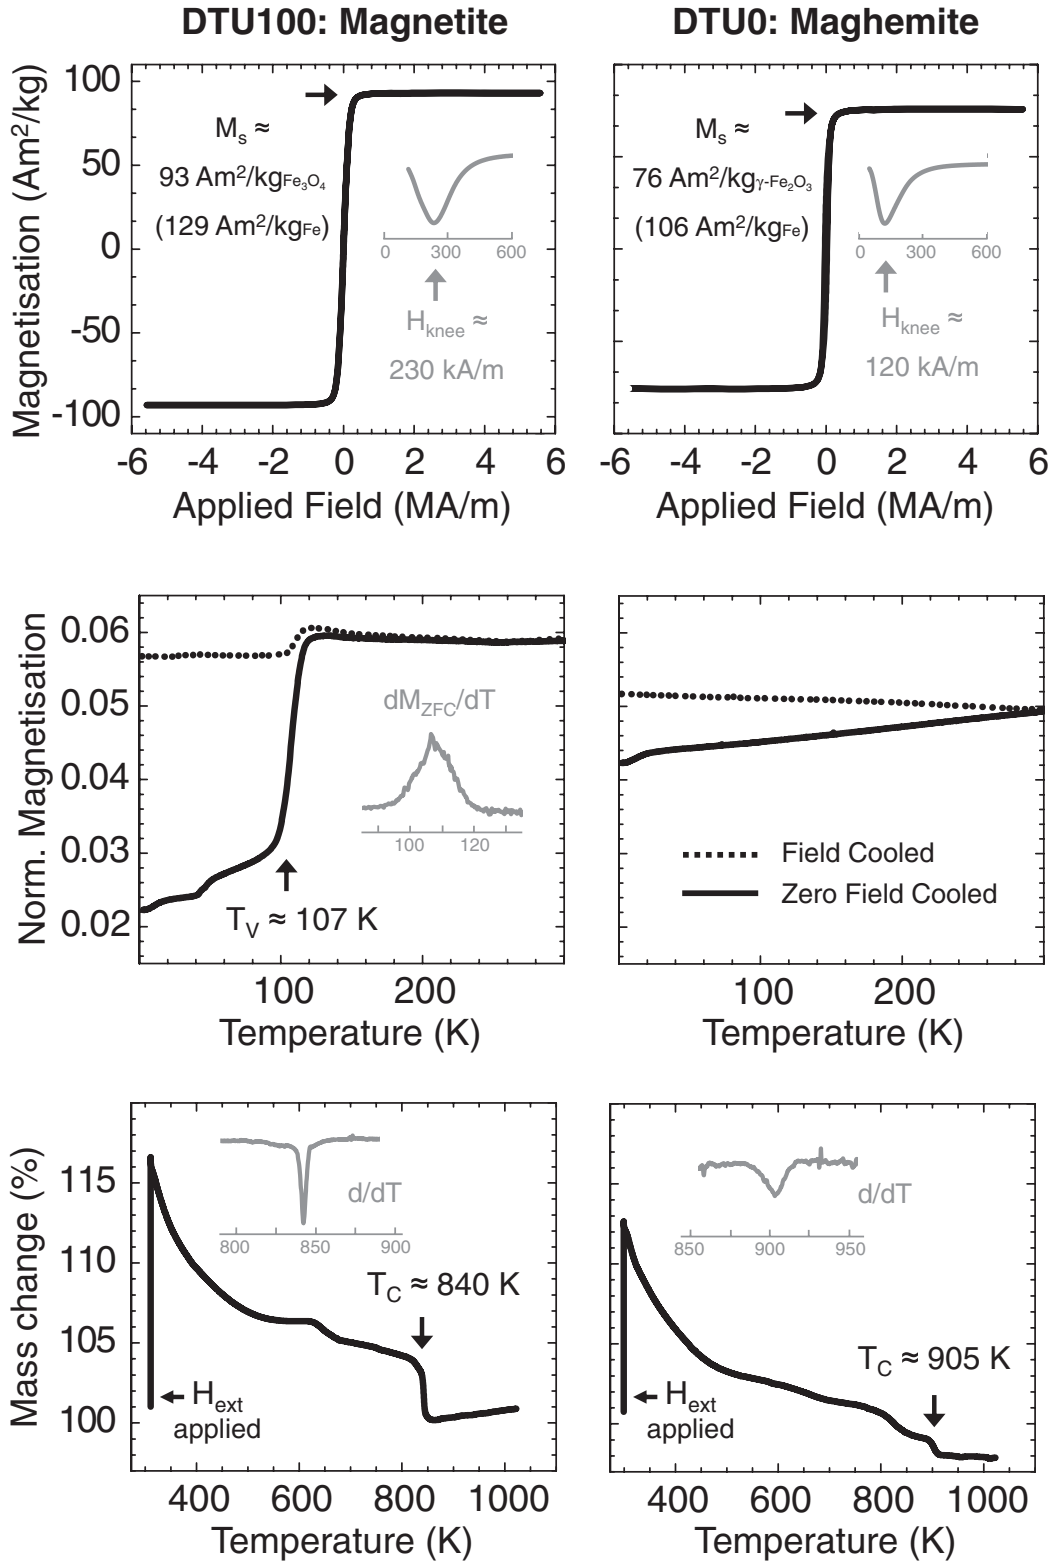 DTU100: Magnetite
DTU0: Maghemite
Magnetisation (Am²/kg)
100
50
0
-50
-100
Mₛ ≈
93 Am²/kgFe₃O₄
(129 Am²/kgFe)
0 300 600
Hknee ≈
230 kA/m
-6 -4 -2 0 2 4 6
Applied Field (MA/m)
Mₛ ≈
76 Am²/kgγ-Fe₂O₃
(106 Am²/kgFe)
0 300 600
Hknee ≈
120 kA/m
-6 -4 -2 0 2 4 6
Applied Field (MA/m)
Norm. Magnetisation
0.06
0.05
0.04
0.03
0.02
dMZFC/dT
100 120
TV ≈ 107 K
100 200
Temperature (K)
Field Cooled
Zero Field Cooled
100 200
Temperature (K)
Mass change (%)
115
110
105
100
d/dT
800 850 900
TC ≈ 840 K
Hext
applied
400 600 800 1000
Temperature (K)
d/dT
850 900 950
TC ≈ 905 K
Hext
applied
400 600 800 1000
Temperature (K)